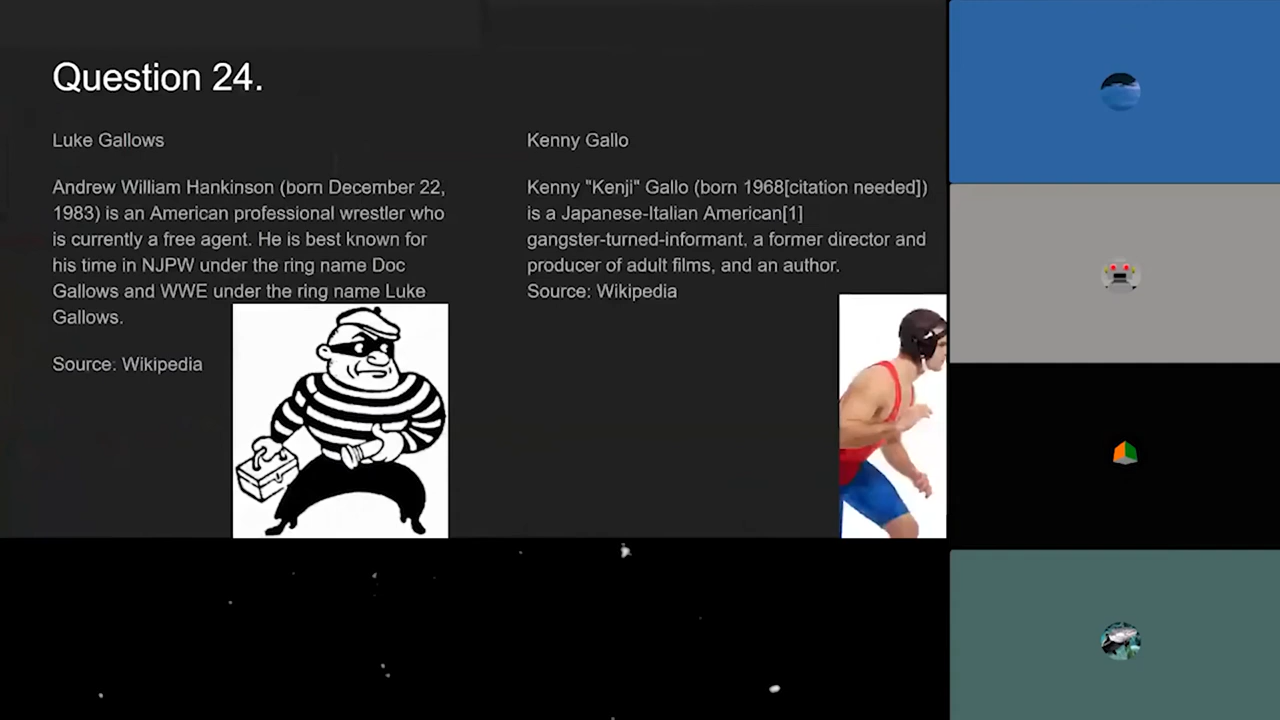 Question 24.
Luke Gallows
Andrew William Hankinson (born December 22,
1983) is an American professional wrestler who
is currently a free agent. He is best known for
his time in NJPW under the ring name Doc
Gallows and WWE under the ring name Luke
Gallows.
Source: Wikipedia
Kenny Gallo
Kenny "Kenji" Gallo (born 1968[citation needed])
is a Japanese-Italian American[1]
gangster-turned-informant, a former director and
producer of adult films, and an author.
Source: Wikipedia